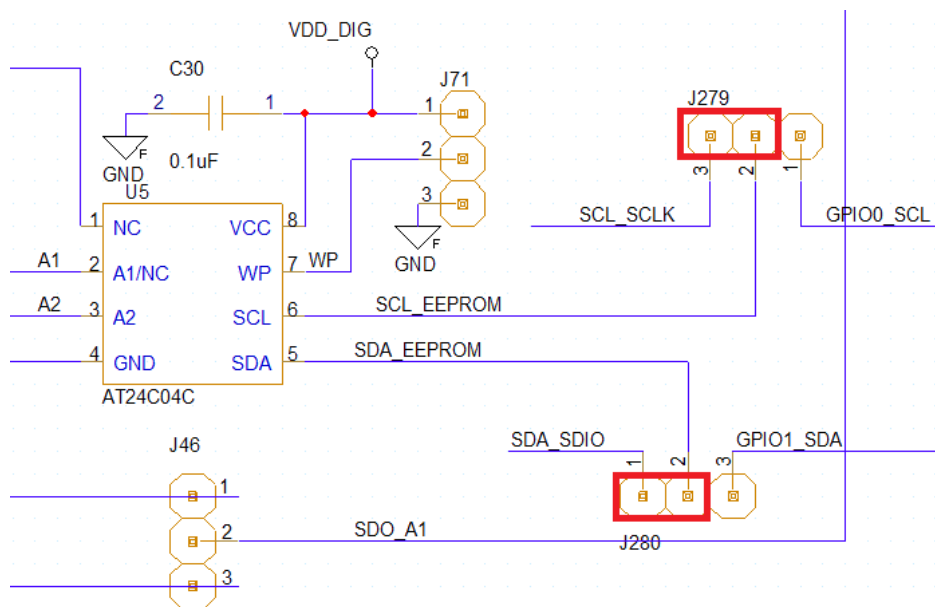 VDD_DIG
C30
J71
J279
2
1
1
0.1uF
2
3
2
1
F
GND
U5
3
SCL_SCLK
GPIO0_SCL
1
NC
VCC
8
F
GND
A1
2
A1/NC
WP
7
WP
A2
3
A2
SCL
6
SCL_EEPROM
4
GND
SDA
5
SDA_EEPROM
AT24C04C
J46
SDA_SDIO
GPIO1_SDA
1
2
3
1
2
SDO_A1
J280
3